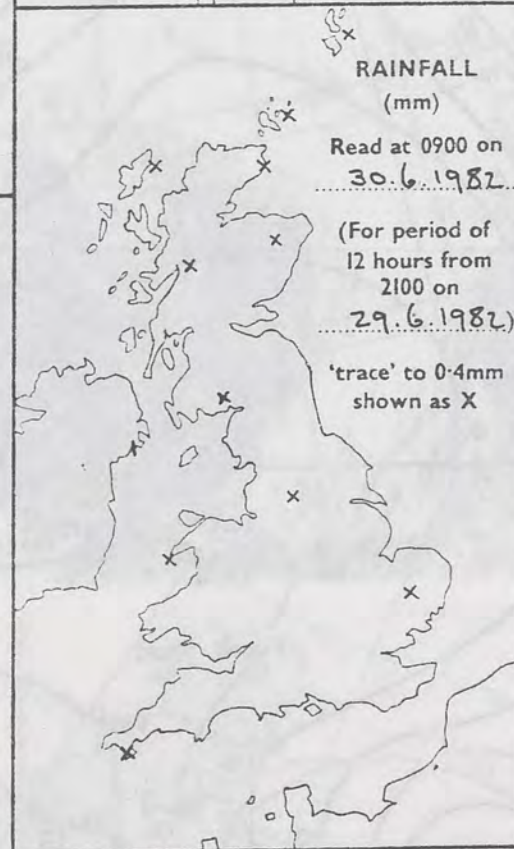 RAINFALL
(mm)
Read at 0900 on
30.6.1982
(For period of
12 hours from
2100 on
29.6.1982)
'trace' to 0·4mm
shown as X